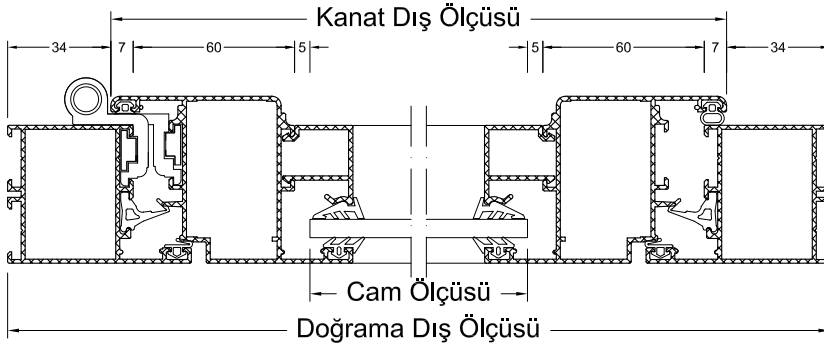 Kanat Dış Ölçüsü
34 7 60 5 5 60 7 34
Cam Ölçüsü
Doğrama Dış Ölçüsü